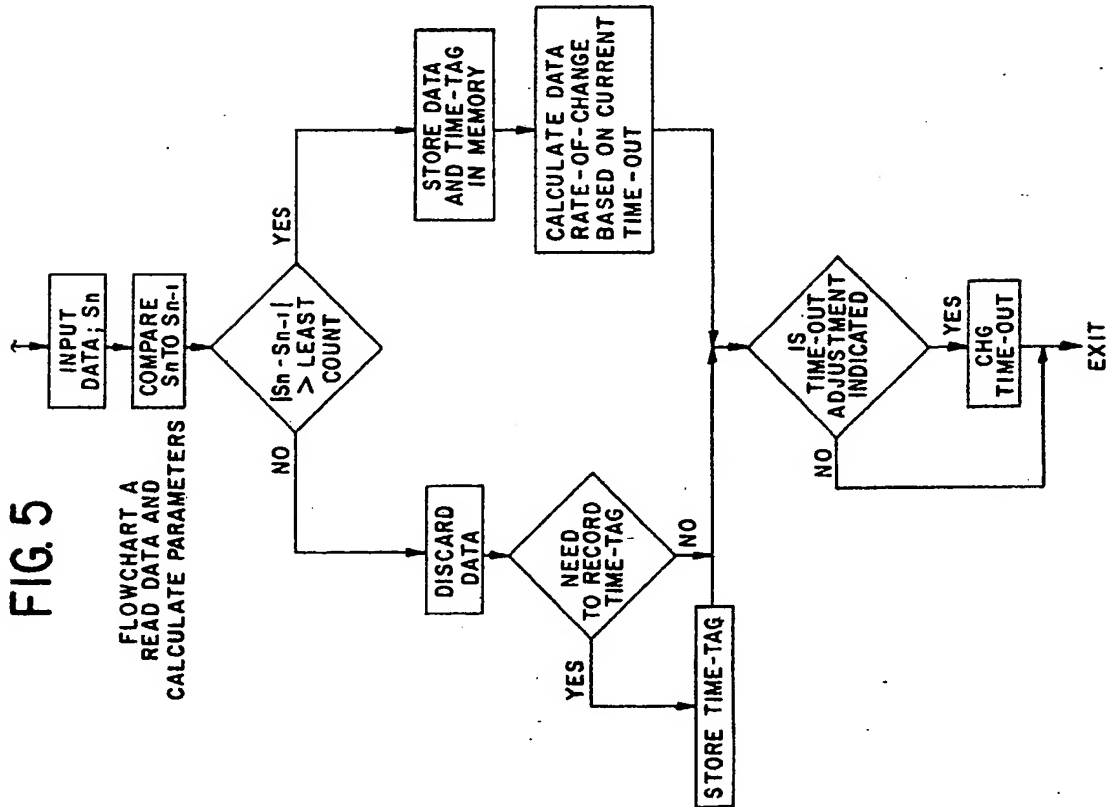 FIG. 5
FLOWCHART A
READ DATA AND
CALCULATE PARAMETERS
INPUT
DATA; Sn
COMPARE
Sn TO Sn-1
|Sn-Sn-1|
> LEAST
COUNT
NO
YES
DISCARD
DATA
STORE DATA
AND TIME-TAG
IN MEMORY
NEED
TO RECORD
TIME-TAG
YES
NO
CALCULATE DATA
RATE-OF-CHANGE
BASED ON CURRENT
TIME-OUT
STORE TIME-TAG
IS
TIME-OUT
ADJUSTMENT
INDICATED
NO
YES
CHG
TIME-OUT
EXIT